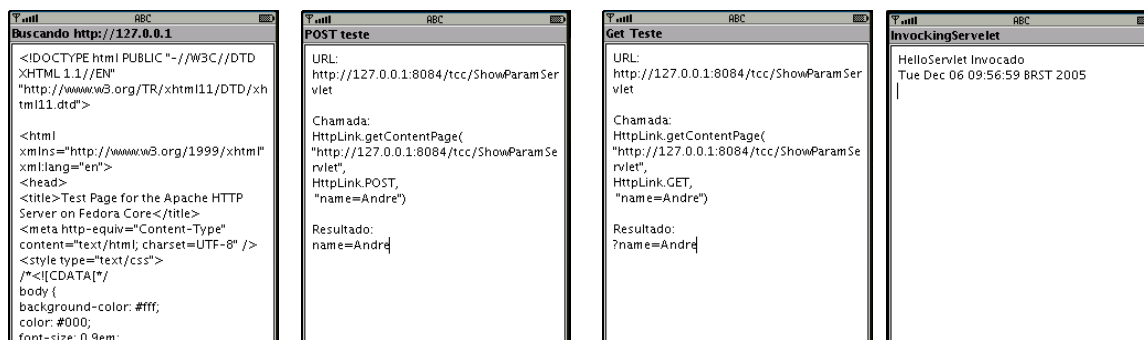 ABC
Buscando http://127.0.0.1
<!DOCTYPE html PUBLIC "-//W3C//DTD
XHTML 1.1//EN"
"http://www.w3.org/TR/xhtml11/DTD/xh
tml11.dtd">
<html
xmlns="http://www.w3.org/1999/xhtml"
xml:lang="en">
<head>
<title>Test Page for the Apache HTTP
Server on Fedora Core</title>
<meta http-equiv="Content-Type"
content="text/html; charset=UTF-8" />
<style type="text/css">
/*<![CDATA[*/
body {
background-color: #fff;
color: #000;
font-size: 0.9em;
ABC
POST teste
URL:
http://127.0.0.1:8084/tcc/ShowParamSer
vlet
Chamada:
HttpLink.getContentPage(
"http://127.0.0.1:8084/tcc/ShowParamSe
rvlet",
HttpLink.POST,
"name=Andre")
Resultado:
name=Andre
ABC
Get Teste
URL:
http://127.0.0.1:8084/tcc/ShowParamSer
vlet
Chamada:
HttpLink.getContentPage(
"http://127.0.0.1:8084/tcc/ShowParamSe
rvlet",
HttpLink.GET,
"name=Andre")
Resultado:
?name=Andre
ABC
InvockingServelet
HelloServlet Invocado
Tue Dec 06 09:56:59 BRST 2005